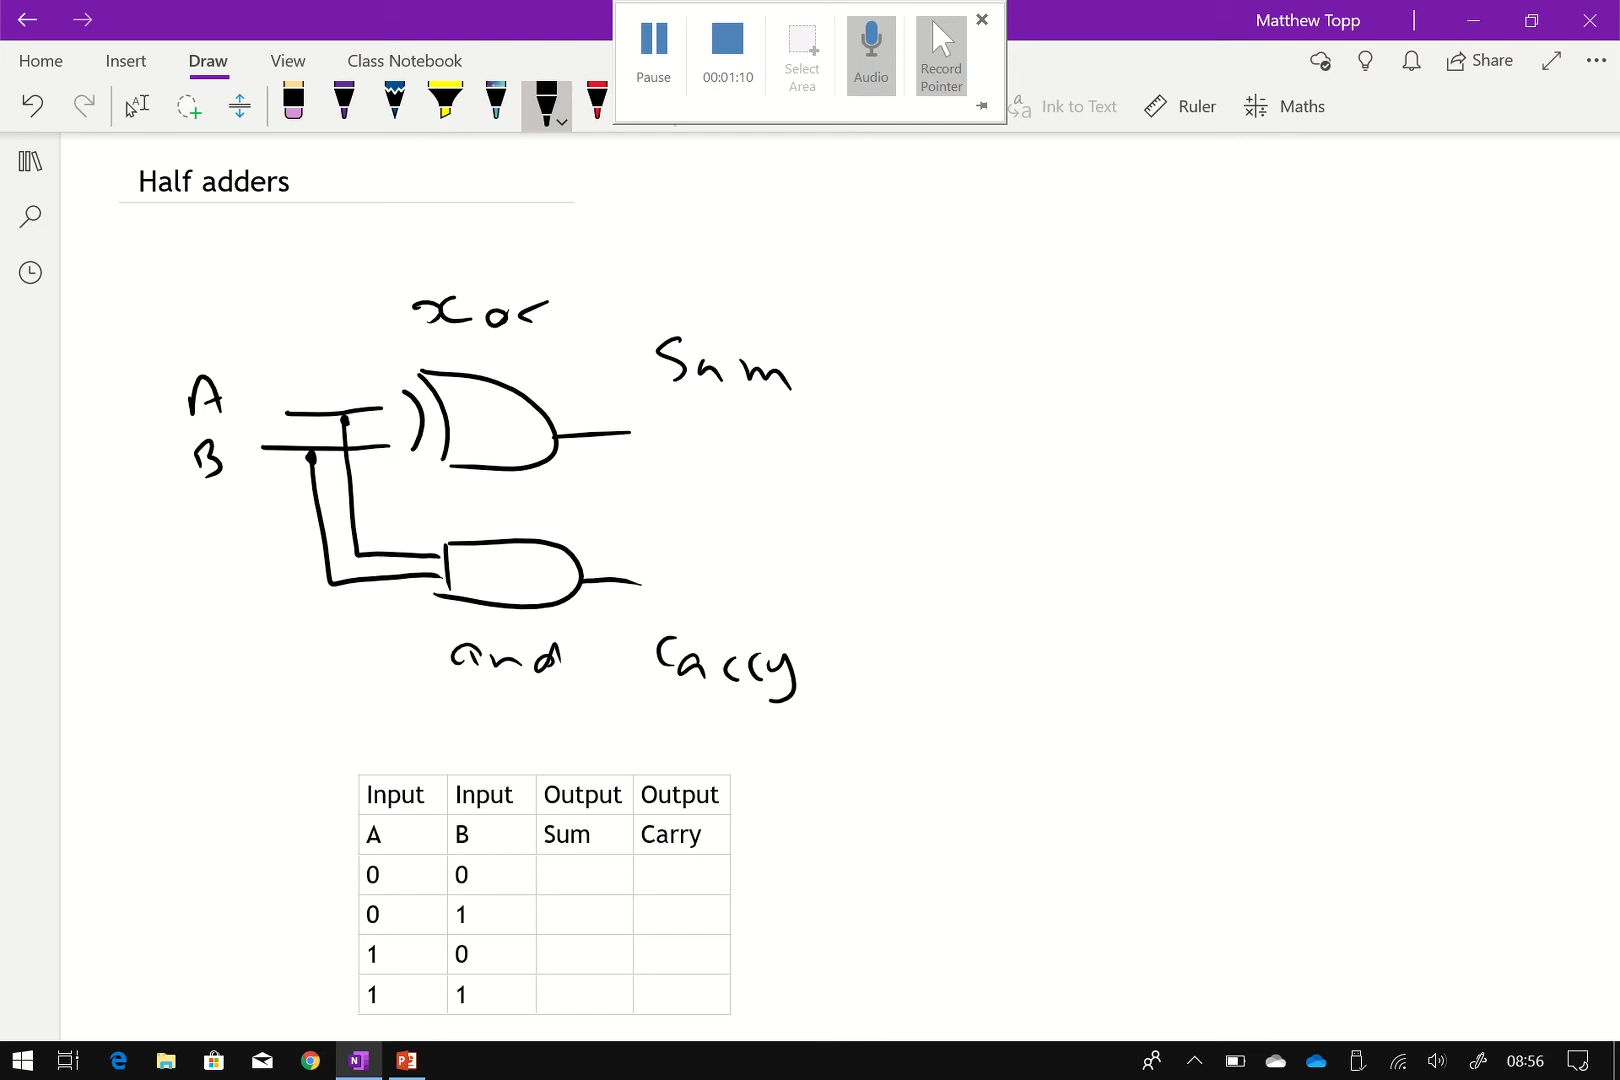 Matthew Topp
Pause
00:01:10
Select Area
Audio
Record Pointer
Home Insert Draw View Class Notebook
Share
Ink to Text Ruler Maths
Half adders
xor
Sum
A
B
and
Carry
Input Input Output Output
A B Sum Carry
0 0
0 1
1 0
1 1
08:56